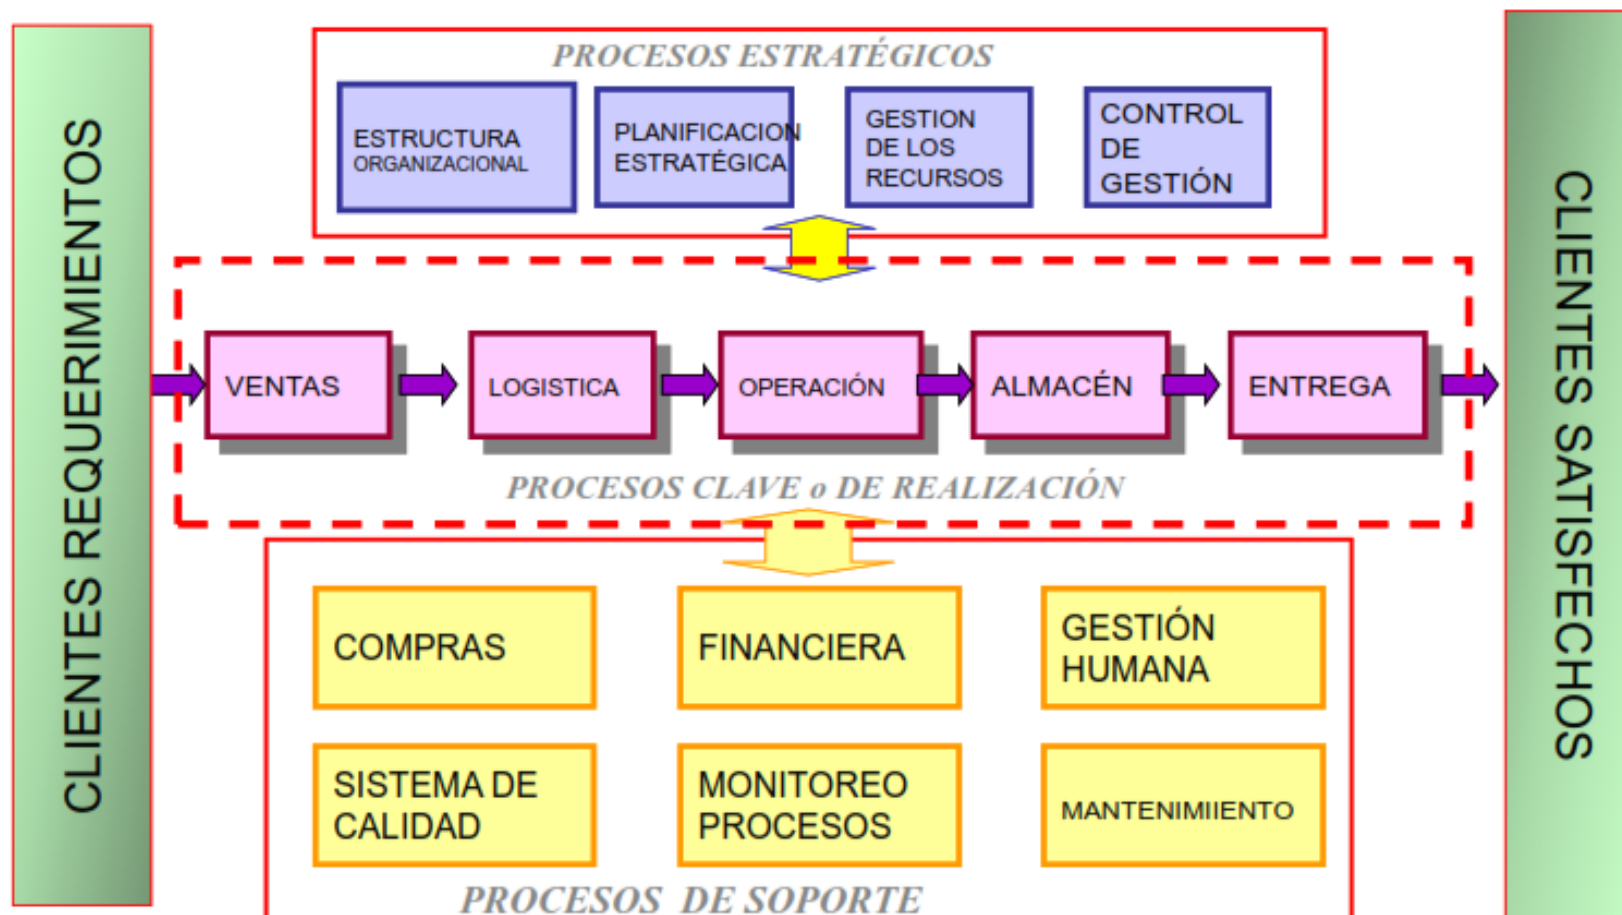 CLIENTES REQUERIMIENTOS
PROCESOS ESTRATÉGICOS
ESTRUCTURA
ORGANIZACIONAL
PLANIFICACION
ESTRATÉGICA
GESTION
DE LOS
RECURSOS
CONTROL
DE
GESTIÓN
VENTAS
LOGISTICA
OPERACIÓN
ALMACÉN
ENTREGA
PROCESOS CLAVE o DE REALIZACIÓN
COMPRAS
FINANCIERA
GESTIÓN
HUMANA
SISTEMA DE
CALIDAD
MONITOREO
PROCESOS
MANTENIMIIENTO
PROCESOS DE SOPORTE
CLIENTES SATISFECHOS